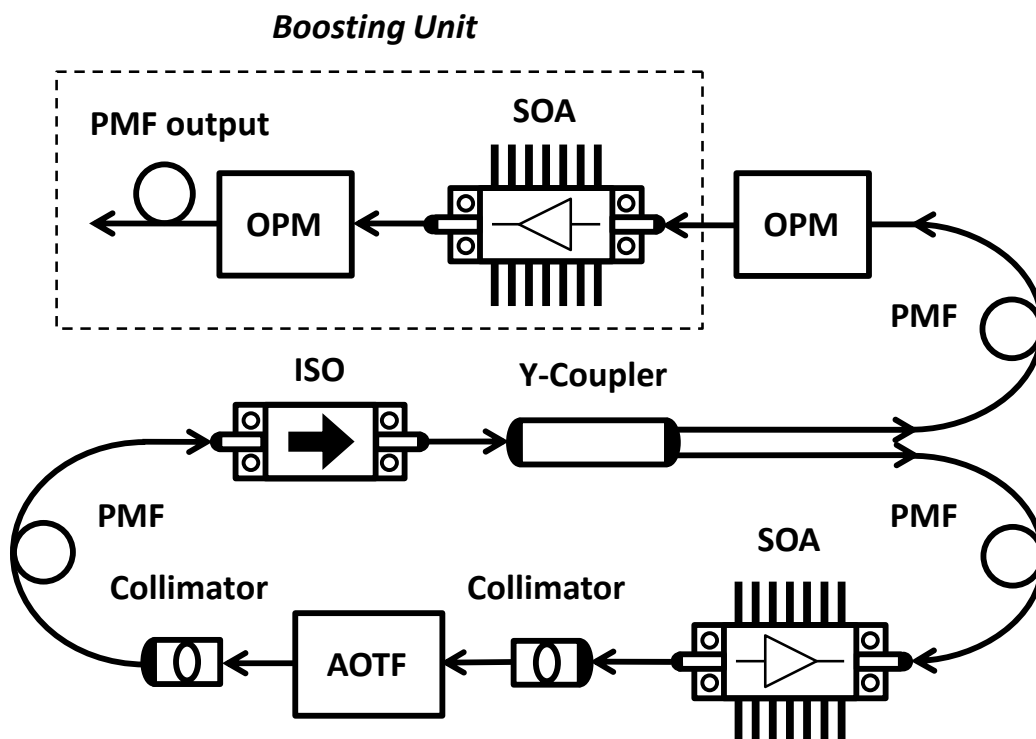 Boosting Unit
PMF output
SOA
OPM
OPM
PMF
ISO
Y-Coupler
PMF
PMF
SOA
Collimator
Collimator
AOTF